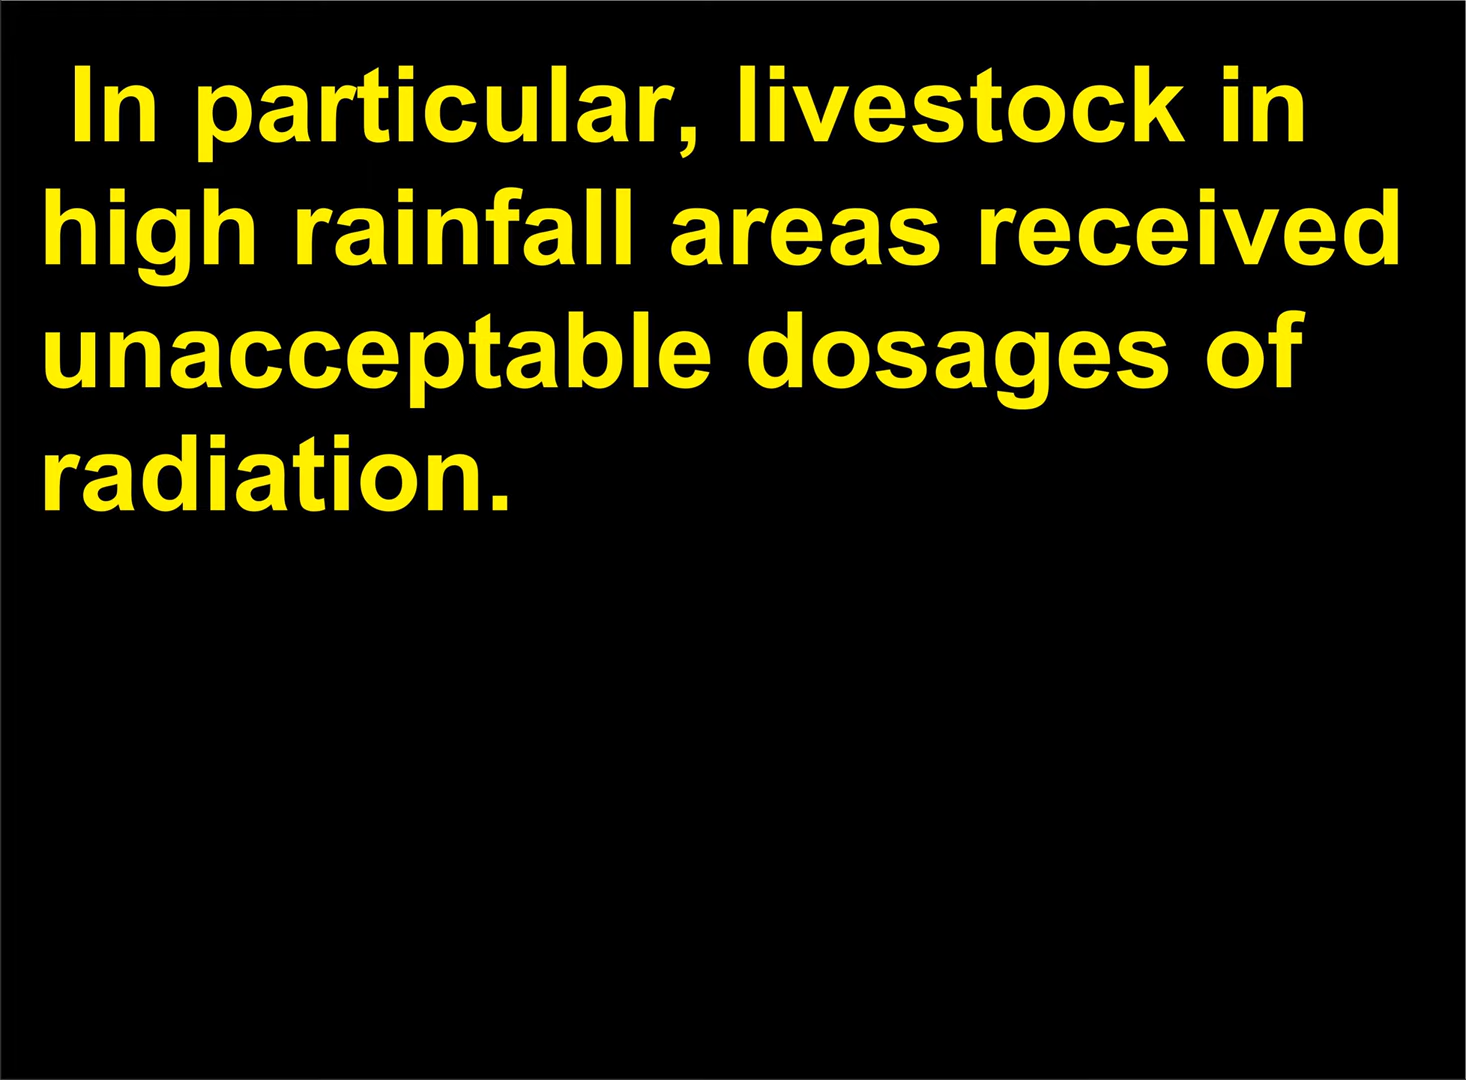 In particular, livestock in
high rainfall areas received
unacceptable dosages of
radiation.